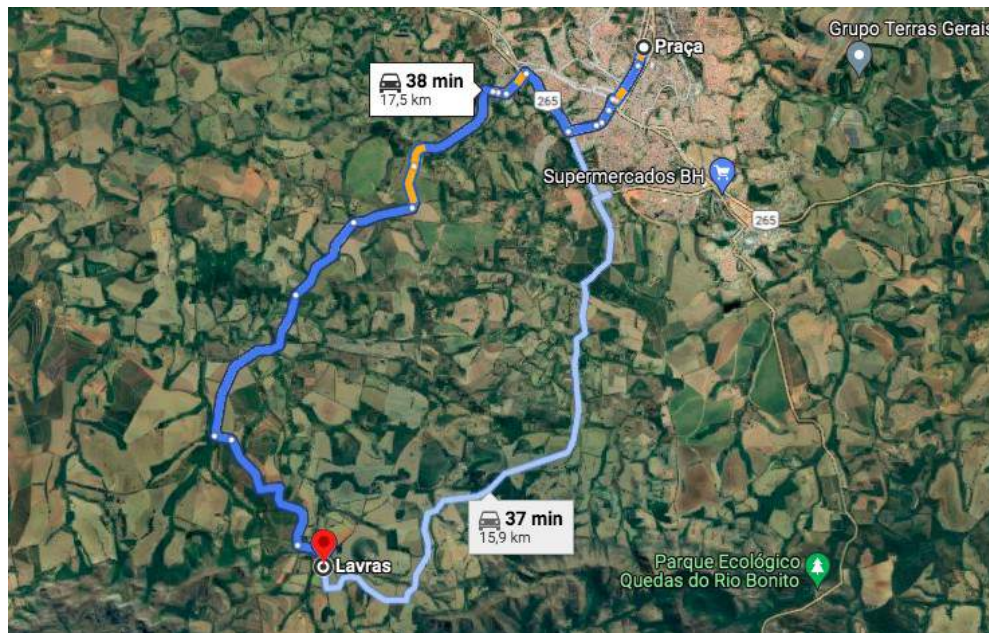 Grupo Terras Gerais
Praça
38 min
17,5 km
265
Supermercados BH
265
37 min
15,9 km
Parque Ecológico
Quedas do Rio Bonito
Lavras